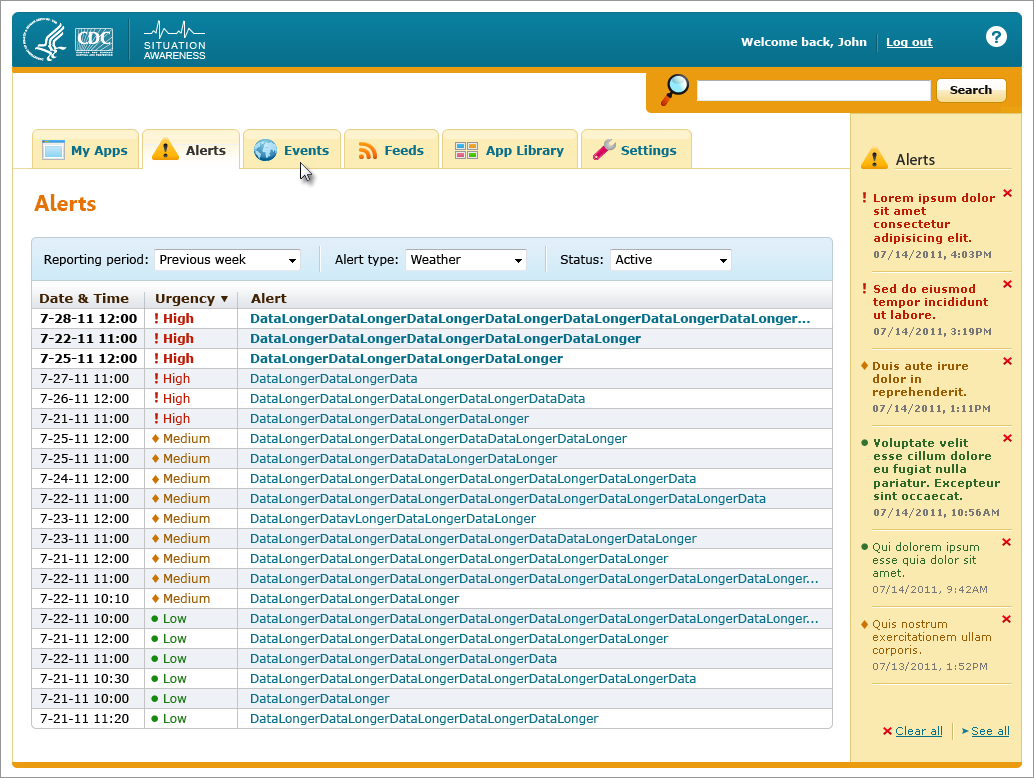 CDC
SITUATION
AWARENESS
Welcome back, John
Log out
?
Search
My Apps
Alerts
Events
Feeds
App Library
Settings
Alerts
Reporting period: Previous week
Alert type: Weather
Status: Active
Date & Time Urgency ▼ Alert
7-28-11 12:00 ! High DataLongerDataLongerDataLongerDataLongerDataLongerDataLongerDataLonger...
7-22-11 11:00 ! High DataLongerDataLongerDataLongerDataLongerDataLonger
7-25-11 12:00 ! High DataLongerDataLongerDataLongerDataLonger
7-27-11 11:00 ! High DataLongerDataLongerData
7-26-11 12:00 ! High DataLongerDataLongerDataLongerDataLongerDataData
7-21-11 11:00 ! High DataLongerDataLongerDataLongerDataLonger
7-25-11 12:00 ♦ Medium DataLongerDataLongerDataLongerDataDataLongerDataLonger
7-25-11 11:00 ♦ Medium DataLongerDataLongerDataDataLongerDataLonger
7-24-11 12:00 ♦ Medium DataLongerDataLongerDataLongerDataLongerDataLongerDataLongerData
7-22-11 11:00 ♦ Medium DataLongerDataLongerDataLongerDataLongerDataLongerDataLongerDataLongerData
7-23-11 12:00 ♦ Medium DataLongerDatavLongerDataLongerDataLonger
7-23-11 11:00 ♦ Medium DataLongerDataLongerDataLongerDataDataLongerDataLonger
7-21-11 12:00 ♦ Medium DataLongerDataLongerDataLongerDataLongerDataLongerDataLonger
7-22-11 11:00 ♦ Medium DataLongerDataLongerDataLongerDataLongerDataLongerDataLongerDataLongerDataLonger...
7-22-11 10:10 ♦ Medium DataLongerDataLongerDataLonger
7-22-11 10:00 ● Low DataLongerDataLongerDataLongerDataLongerDataLongerDataLongerDataLongerDataLonger...
7-21-11 12:00 ● Low DataLongerDataLongerDataLongerDataLongerDataLongerDataLonger
7-22-11 11:00 ● Low DataLongerDataLongerDataLongerDataLongerData
7-21-11 10:30 ● Low DataLongerDataLongerDataLongerDataLongerDataLongerDataLongerData
7-21-11 10:00 ● Low DataLongerDataLonger
7-21-11 11:20 ● Low DataLongerDataLongerDataLongerDataLongerDataLonger
Alerts
! Lorem ipsum dolor
sit amet
consectetur
adipisicing elit.
07/14/2011, 4:03PM
! Sed do eiusmod
tempor incididunt
ut labore.
07/14/2011, 3:19PM
♦ Duis aute irure
dolor in
reprehenderit.
07/14/2011, 1:11PM
● Voluptate velit
esse cillum dolore
eu fugiat nulla
pariatur. Excepteur
sint occaecat.
07/14/2011, 10:56AM
● Qui dolorem ipsum
esse quia dolor sit
amet.
07/14/2011, 9:42AM
♦ Quis nostrum
exercitationem ullam
corporis.
07/13/2011, 1:52PM
Clear all
See all